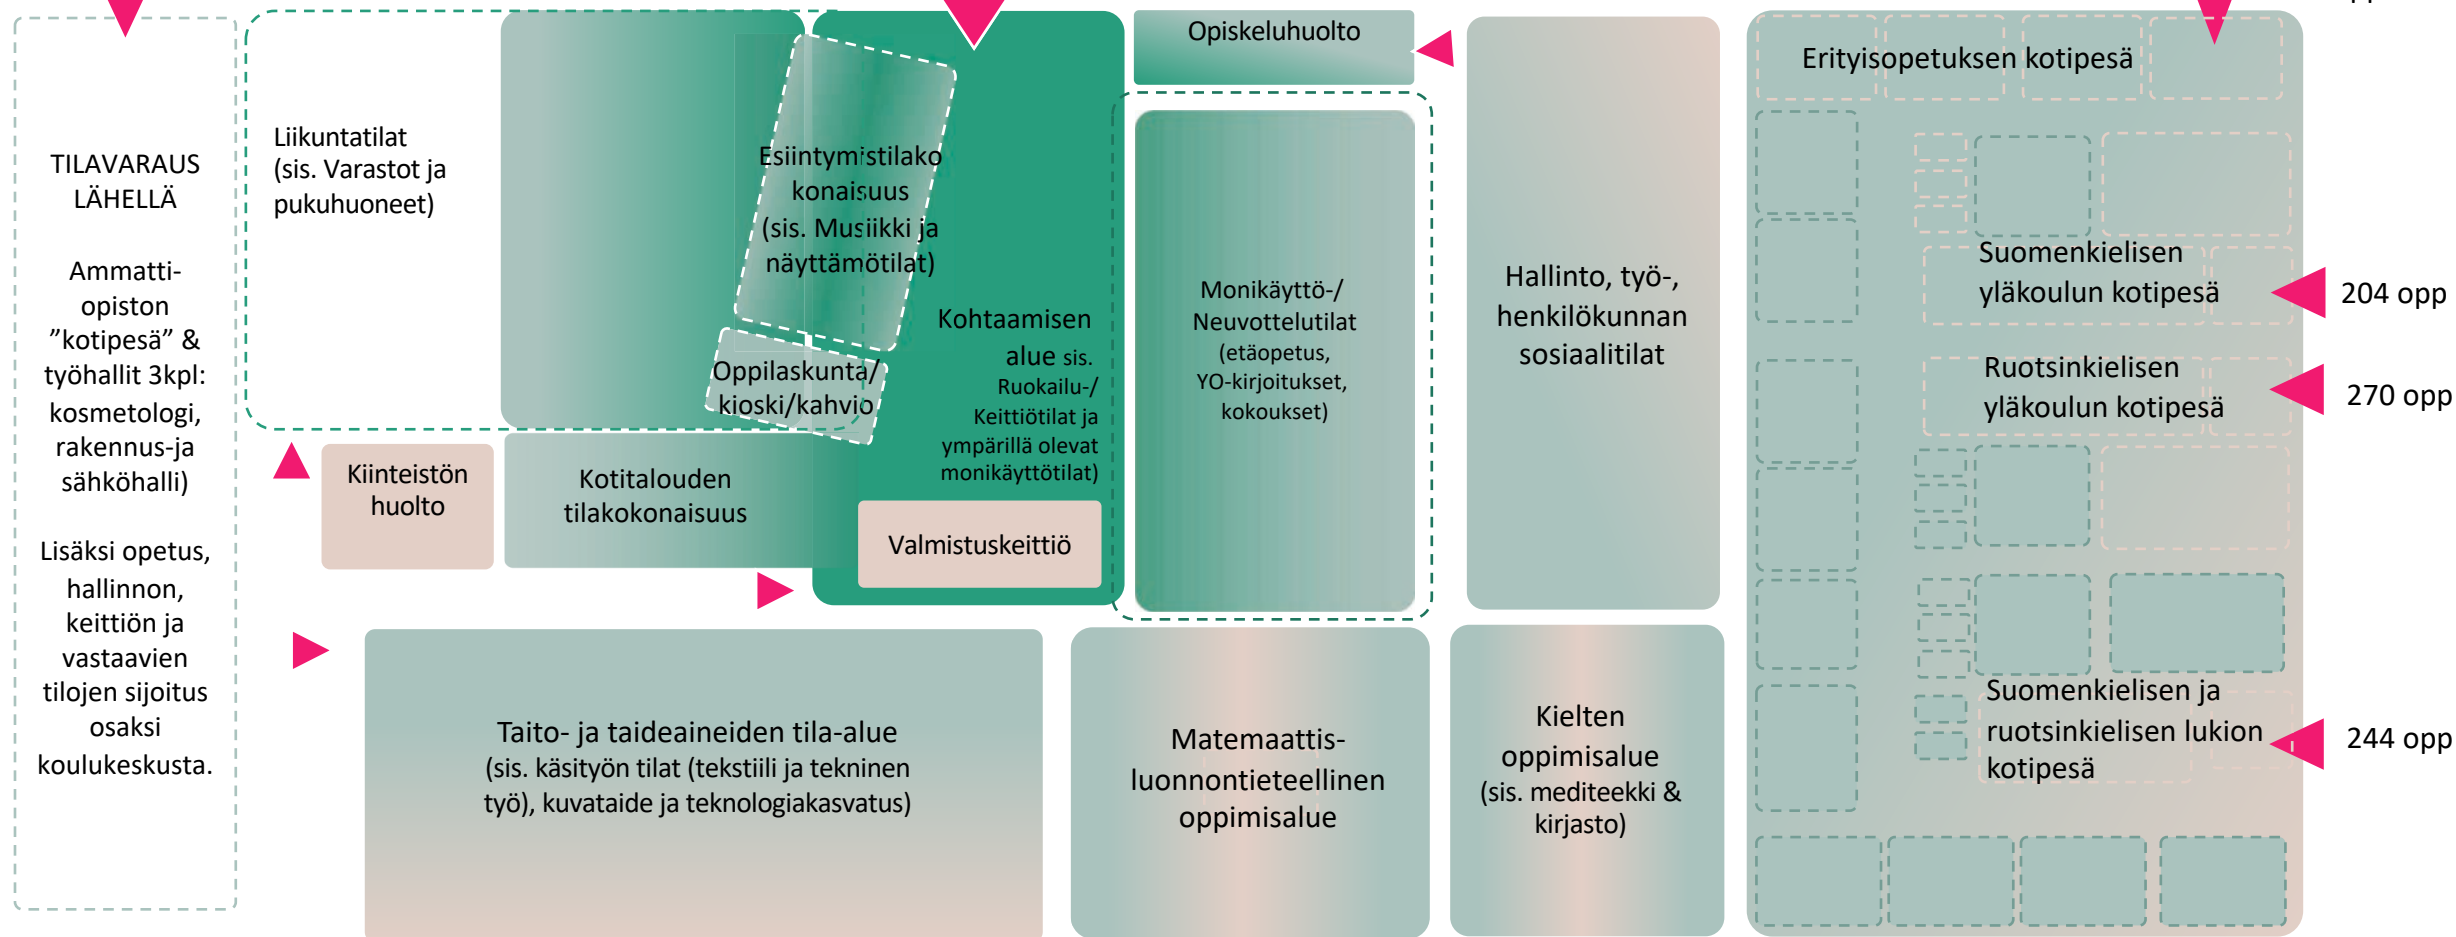 opp
TILAVARAUS
LÄHELLÄ
Ammatti-
opiston
”kotipesä” &
työhallit 3kpl:
kosmetologi,
rakennus-ja
sähköhalli)
Lisäksi opetus,
hallinnon,
keittiön ja
vastaavien
tilojen sijoitus
osaksi
koulukeskusta.
Liikuntatilat
(sis. Varastot ja
pukuhuoneet)
Esiintymistilako
konaisuus
(sis. Musiikki ja
näyttämötilat)
Oppilaskunta/
kioski/kahvio
Kohtaamisen
alue sis.
Ruokailu-/
Keittiötilat ja
ympärillä olevat
monikäyttötilat)
Kiinteistön
huolto
Kotitalouden
tilakokonaisuus
Valmistuskeittiö
Opiskeluhuolto
Monikäyttö-/
Neuvottelutilat
(etäopetus,
YO-kirjoitukset,
kokoukset)
Hallinto, työ-,
henkilökunnan
sosiaalitilat
Taito- ja taideaineiden tila-alue
(sis. käsityön tilat (tekstiili ja tekninen
työ), kuvataide ja teknologiakasvatus)
Matemaattis-
luonnontieteellinen
oppimisalue
Kielten
oppimisalue
(sis. mediteekki &
kirjasto)
Erityisopetuksen kotipesä
Suomenkielisen
yläkoulun kotipesä
204 opp
Ruotsinkielisen
yläkoulun kotipesä
270 opp
Suomenkielisen ja
ruotsinkielisen lukion
kotipesä
244 opp